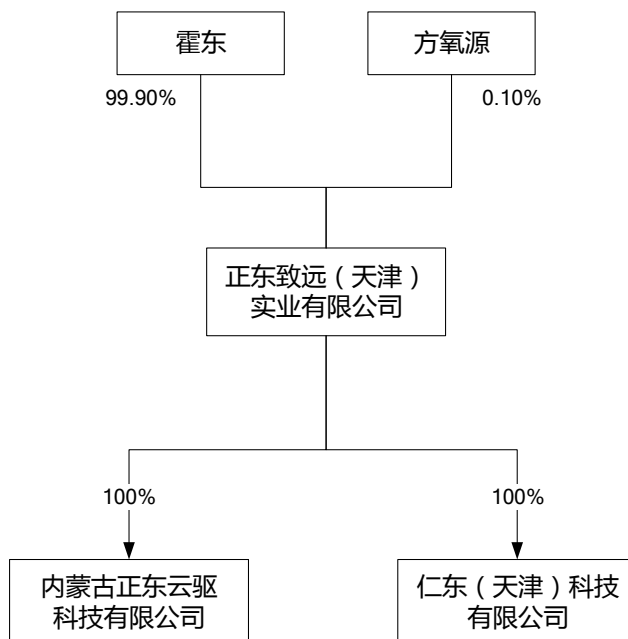 霍东
方氧源
99.90%
0.10%
正东致远（天津）
实业有限公司
100%
100%
内蒙古正东云驱
科技有限公司
仁东（天津）科技
有限公司